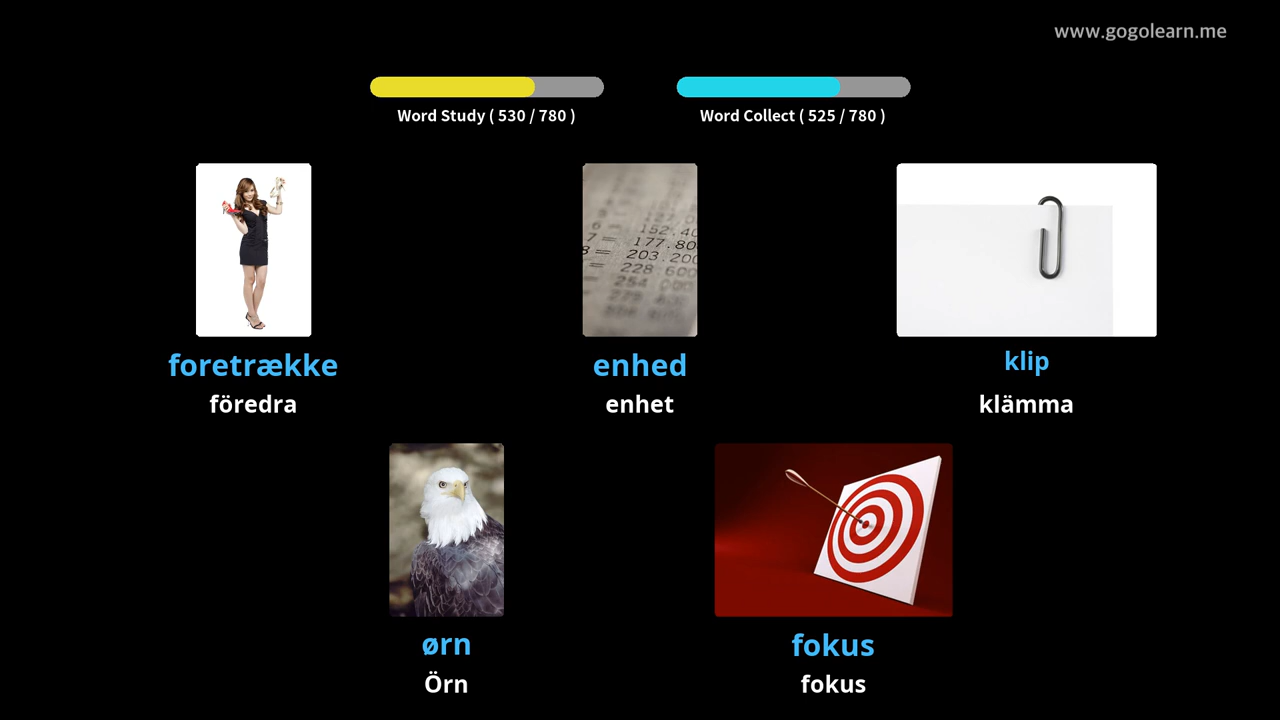 www.gogolearn.me
Word Study ( 530 / 780 )
Word Collect ( 525 / 780 )
foretrække
föredra
enhed
enhet
klip
klämma
ørn
Örn
fokus
fokus